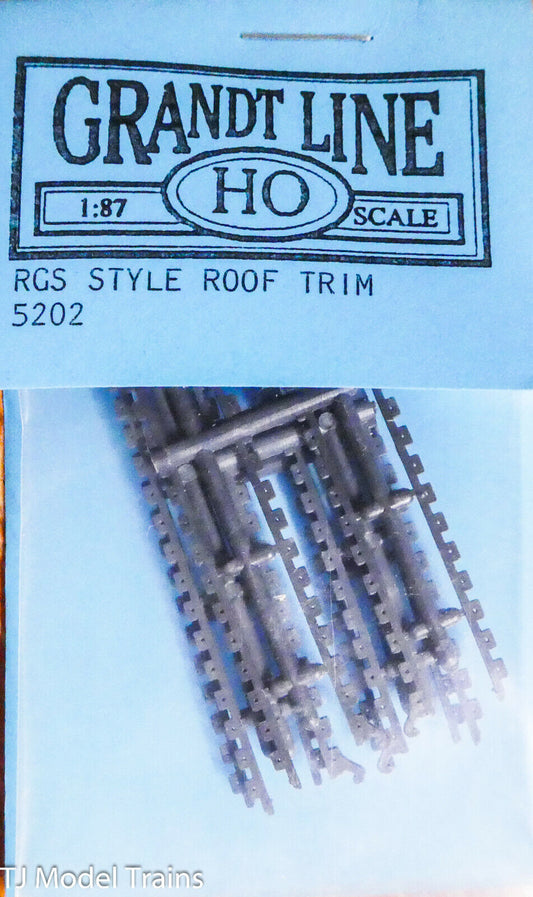 GRANDT LINE
1:87 HO SCALE
RGS STYLE ROOF TRIM
5202
TJ Model Trains